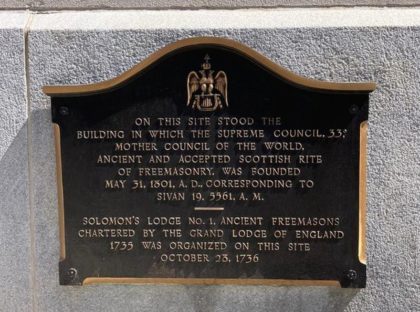 ON THIS SITE STOOD THE
BUILDING IN WHICH THE SUPREME COUNCIL, 33°
MOTHER COUNCIL OF THE WORLD,
ANCIENT AND ACCEPTED SCOTTISH RITE
OF FREEMASONRY, WAS FOUNDED
MAY 31, 1801, A. D., CORRESPONDING TO
SIVAN 19, 5561, A. M.
SOLOMON'S LODGE NO. 1, ANCIENT FREEMASONS
CHARTERED BY THE GRAND LODGE OF ENGLAND
1735 WAS ORGANIZED ON THIS SITE
OCTOBER 28, 1736